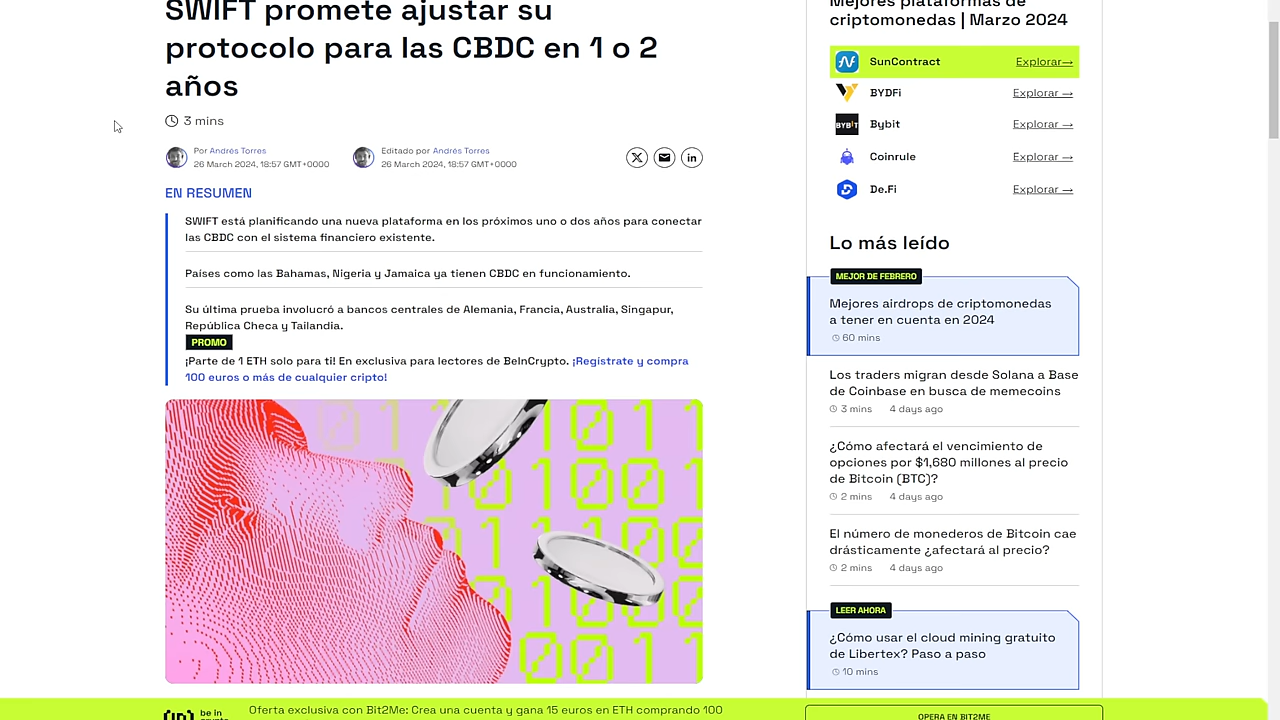 SWIFT promete ajustar su
protocolo para las CBDC en 1 o 2
años
3 mins
Por Andrés Torres
26 March 2024, 18:57 GMT+0000
Editado por Andrés Torres
26 March 2024, 18:57 GMT+0000
EN RESUMEN
SWIFT está planificando una nueva plataforma en los próximos uno o dos años para conectar
las CBDC con el sistema financiero existente.
Países como las Bahamas, Nigeria y Jamaica ya tienen CBDC en funcionamiento.
Su última prueba involucró a bancos centrales de Alemania, Francia, Australia, Singapur,
República Checa y Tailandia.
PROMO
¡Parte de 1 ETH solo para ti! En exclusiva para lectores de BeInCrypto. ¡Regístrate y compra
100 euros o más de cualquier cripto!
Mejores plataformas de
criptomonedas | Marzo 2024
SunContract Explorar→
BYDFi Explorar →
BYBIT Bybit Explorar →
Coinrule Explorar →
De.Fi Explorar →
Lo más leído
MEJOR DE FEBRERO
Mejores airdrops de criptomonedas
a tener en cuenta en 2024
60 mins
Los traders migran desde Solana a Base
de Coinbase en busca de memecoins
3 mins 4 days ago
¿Cómo afectará el vencimiento de
opciones por $1,680 millones al precio
de Bitcoin (BTC)?
2 mins 4 days ago
El número de monederos de Bitcoin cae
drásticamente ¿afectará al precio?
2 mins 4 days ago
LEER AHORA
¿Cómo usar el cloud mining gratuito
de Libertex? Paso a paso
10 mins
be in
Oferta exclusiva con Bit2Me: Crea una cuenta y gana 15 euros en ETH comprando 100
OPERA EN BIT2ME